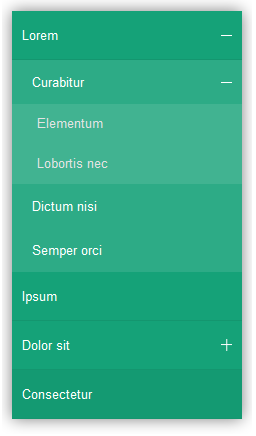 Lorem
Curabitur
Elementum
Lobortis nec
Dictum nisi
Semper orci
Ipsum
Dolor sit
Consectetur